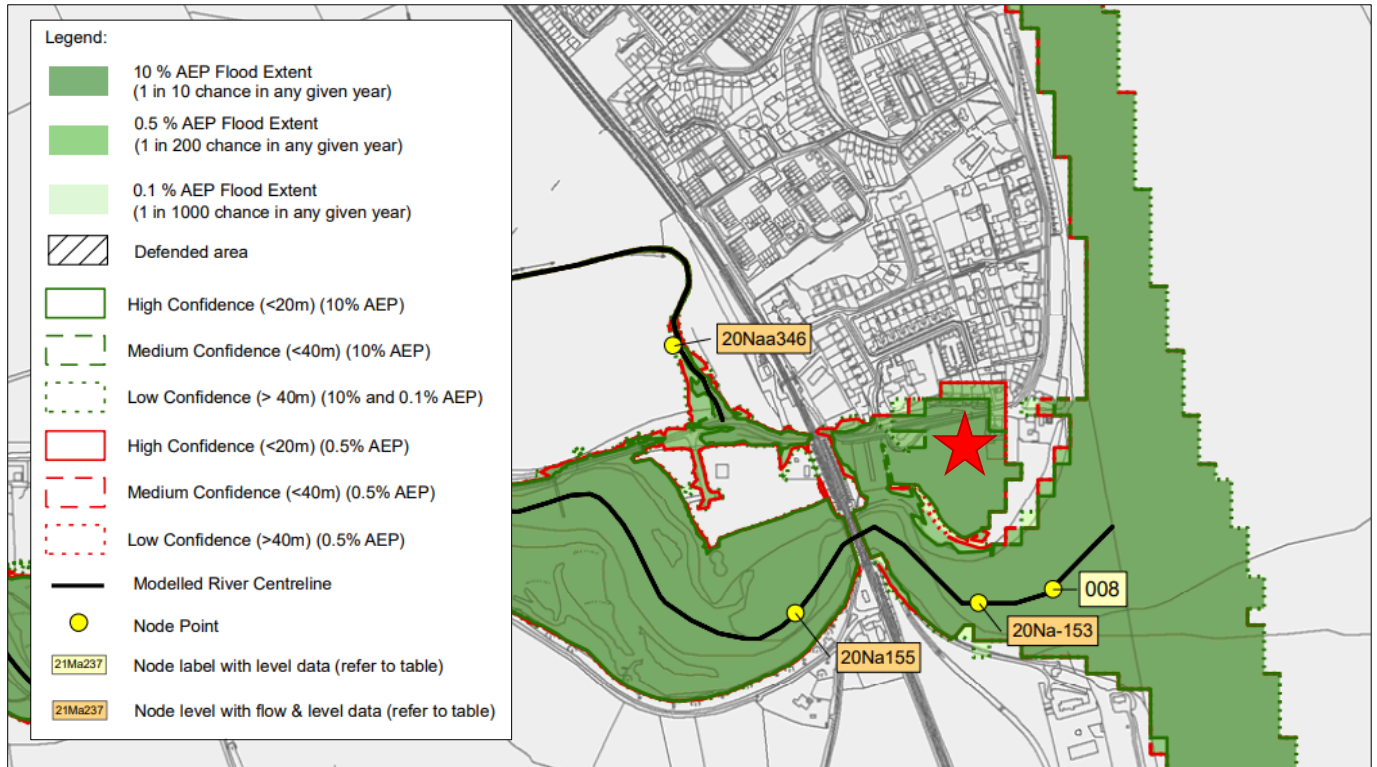 Legend:
10 % AEP Flood Extent
(1 in 10 chance in any given year)
0.5 % AEP Flood Extent
(1 in 200 chance in any given year)
0.1 % AEP Flood Extent
(1 in 1000 chance in any given year)
Defended area
High Confidence (<20m) (10% AEP)
Medium Confidence (<40m) (10% AEP)
Low Confidence (> 40m) (10% and 0.1% AEP)
High Confidence (<20m) (0.5% AEP)
Medium Confidence (<40m) (0.5% AEP)
Low Confidence (>40m) (0.5% AEP)
Modelled River Centreline
Node Point
21Ma237 Node label with level data (refer to table)
21Ma237 Node level with flow & level data (refer to table)
20Naa346
008
20Na-153
20Na155